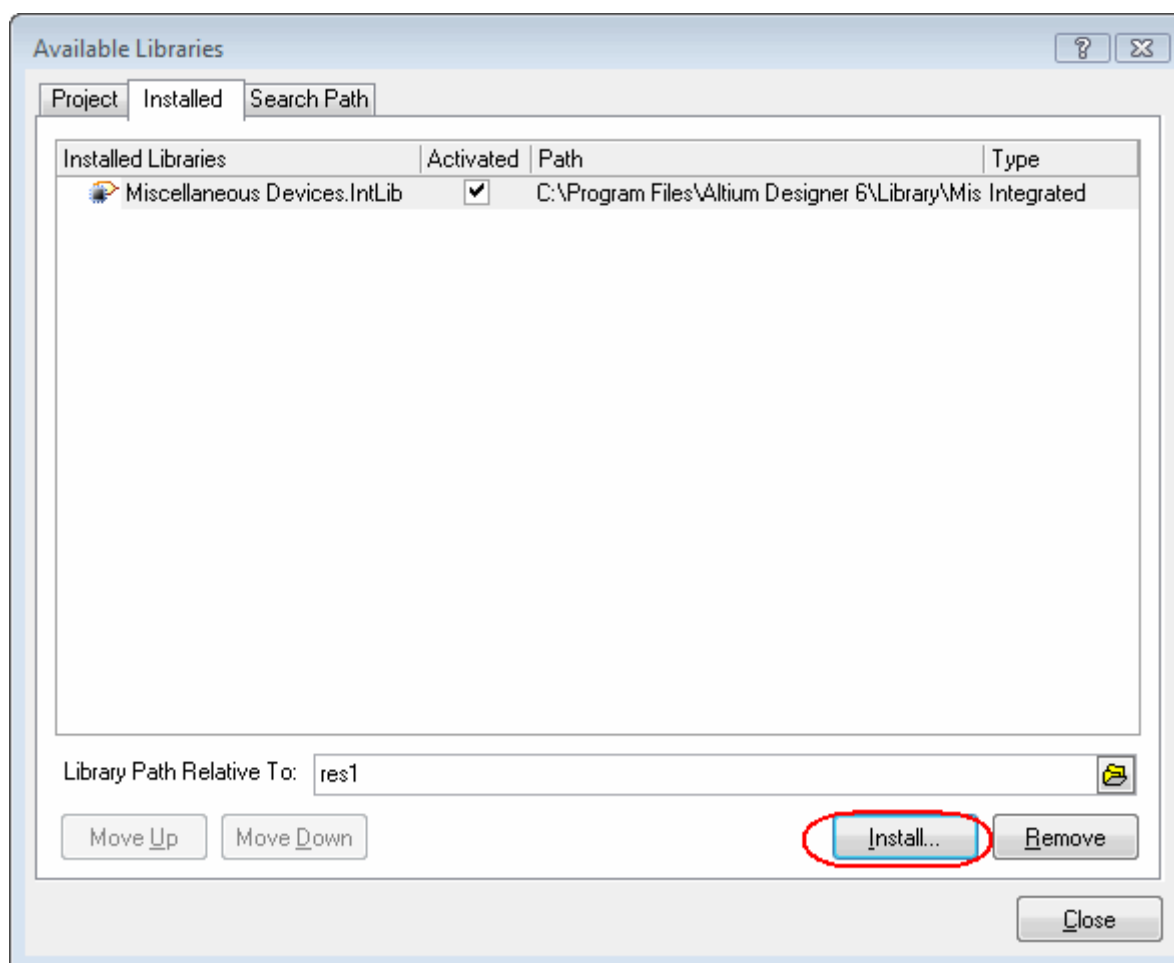 Available Libraries
Project Installed Search Path
Installed Libraries Activated Path Type
Miscellaneous Devices.IntLib C:\Program Files\Altium Designer 6\Library\Mis Integrated
Library Path Relative To: res1
Move Up Move Down Install... Remove
Close